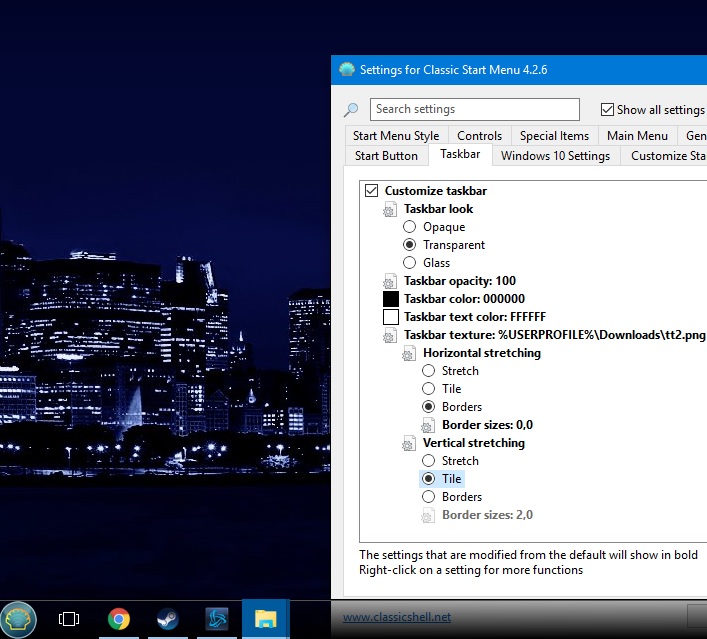 Settings for Classic Start Menu 4.2.6
Search settings
Show all settings
Start Menu Style Controls Special Items Main Menu Gen
Start Button Taskbar Windows 10 Settings Customize Sta
Customize taskbar
Taskbar look
Opaque
Transparent
Glass
Taskbar opacity: 100
Taskbar color: 000000
Taskbar text color: FFFFFF
Taskbar texture: %USERPROFILE%\Downloads\tt2.png
Horizontal stretching
Stretch
Tile
Borders
Border sizes: 0,0
Vertical stretching
Stretch
Tile
Borders
Border sizes: 2,0
The settings that are modified from the default will show in bold
Right-click on a setting for more functions
www.classicshell.net